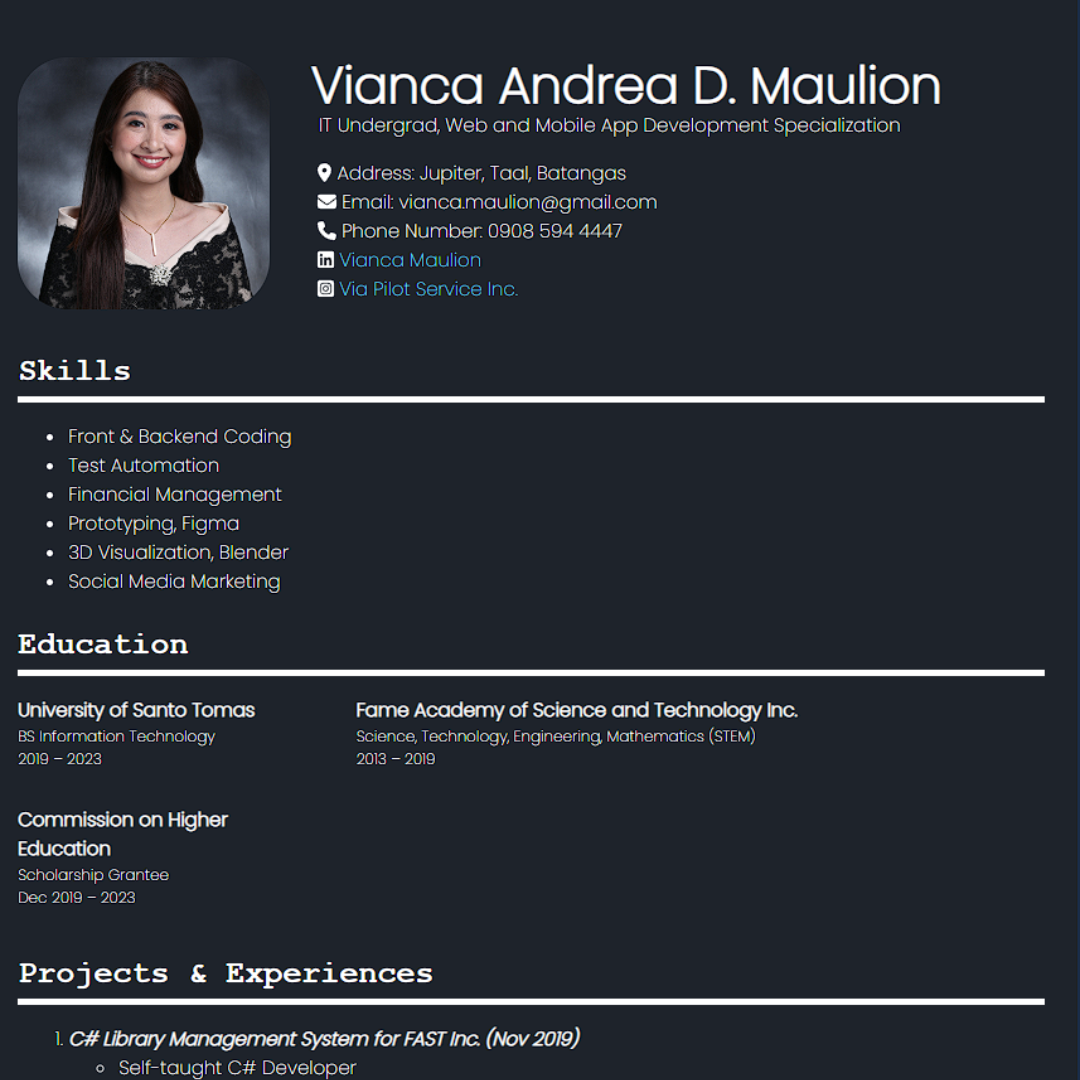 Vianca Andrea D. Maulion
IT Undergrad, Web and Mobile App Development Specialization
Address: Jupiter, Taal, Batangas
Email: vianca.maulion@gmail.com
Phone Number: 0908 594 4447
Vianca Maulion
Via Pilot Service Inc.
Skills
• Front & Backend Coding
• Test Automation
• Financial Management
• Prototyping, Figma
• 3D Visualization, Blender
• Social Media Marketing
Education
University of Santo Tomas
BS Information Technology
2019 – 2023
Fame Academy of Science and Technology Inc.
Science, Technology, Engineering, Mathematics (STEM)
2013 – 2019
Commission on Higher
Education
Scholarship Grantee
Dec 2019 – 2023
Projects & Experiences
1. C# Library Management System for FAST Inc. (Nov 2019)
◦ Self-taught C# Developer